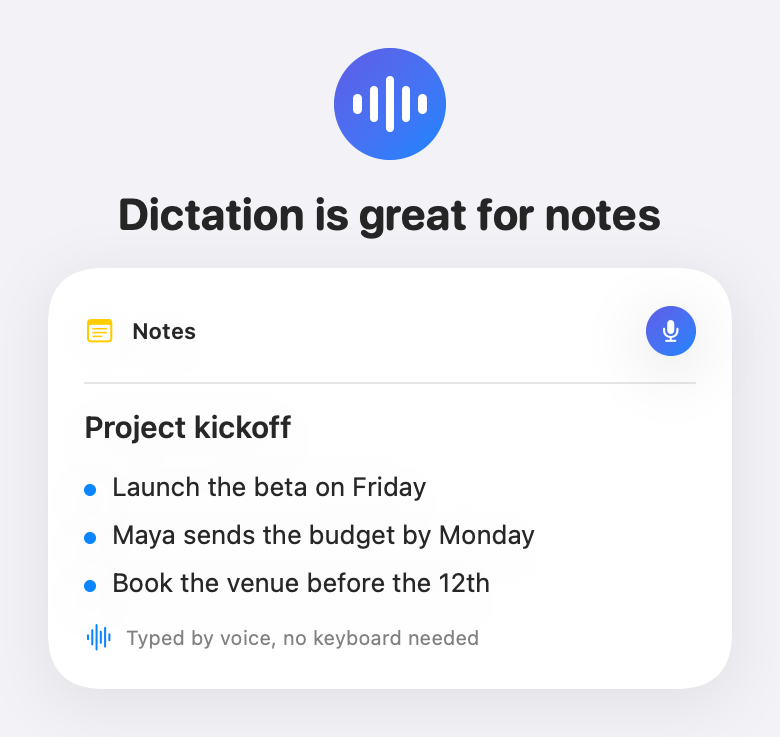 Dictation is great for notes
Notes
Project kickoff
Launch the beta on Friday
Maya sends the budget by Monday
Book the venue before the 12th
Typed by voice, no keyboard needed